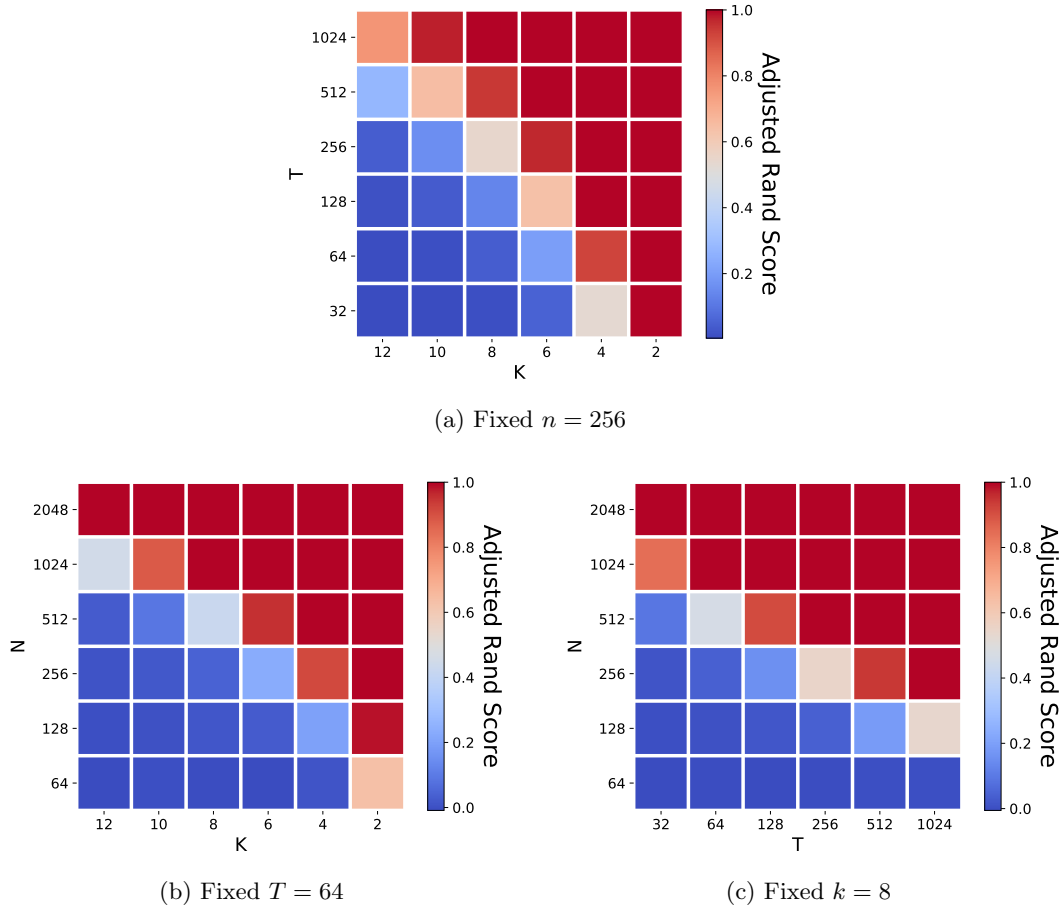 1024
512
256
128
64
32
T
12 10 8 6 4 2
K
1.0
0.8
0.6
0.4
0.2
Adjusted Rand Score
(a) Fixed n = 256
2048
1024
512
256
128
64
N
12 10 8 6 4 2
K
1.0
0.8
0.6
0.4
0.2
0.0
Adjusted Rand Score
(b) Fixed T = 64
2048
1024
512
256
128
64
N
32 64 128 256 512 1024
T
1.0
0.8
0.6
0.4
0.2
0.0
Adjusted Rand Score
(c) Fixed k = 8